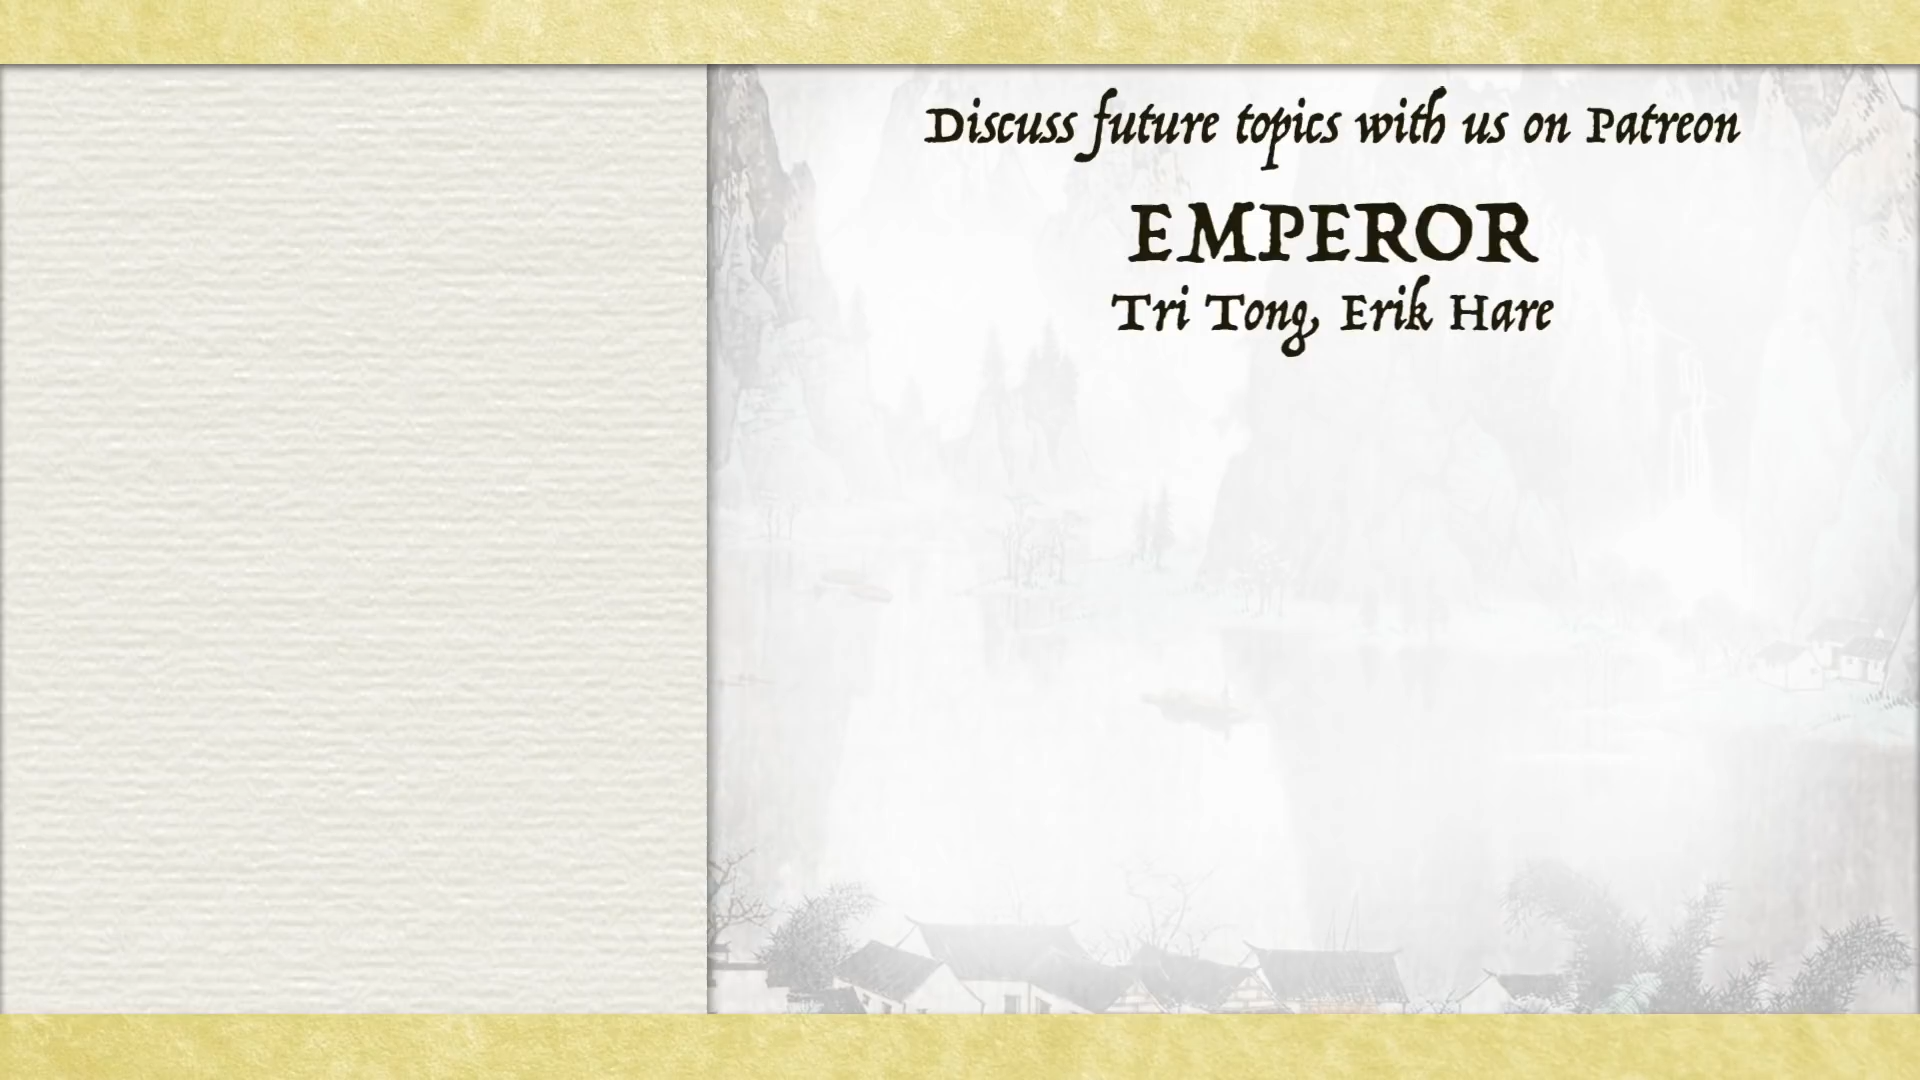 Discuss future topics with us on Patreon
EMPEROR
Tri Tong, Erik Hare